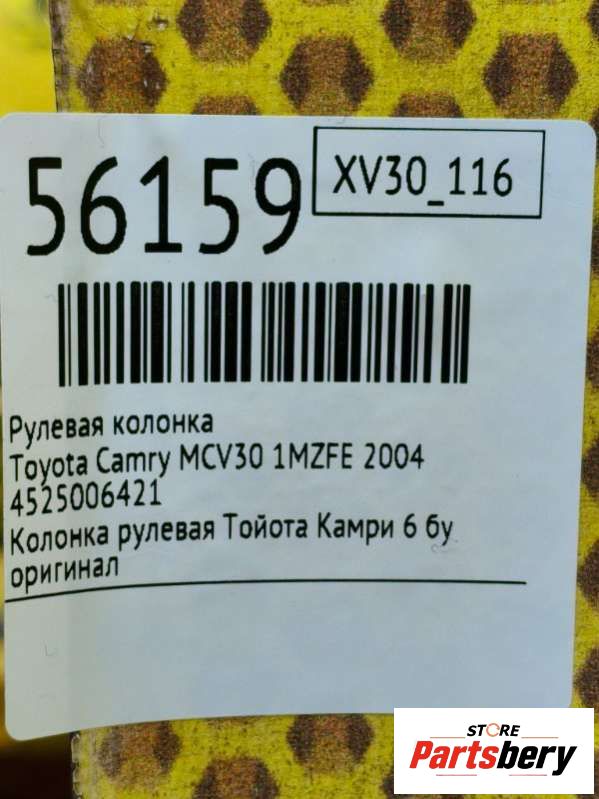 56159
XV30_116
Рулевая колонка
Toyota Camry MCV30 1MZFE 2004
4525006421
Колонка рулевая Тойота Камри 6 бу
оригинал
STORE
Partsbery